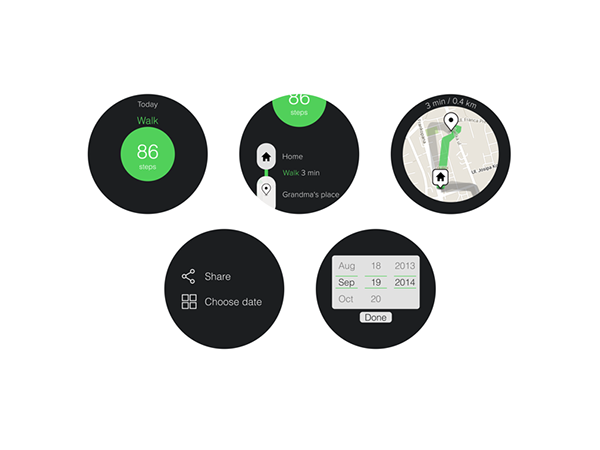 Today
Walk
86
steps
86
steps
Home
Walk 3 min
Grandma's place
3 min / 0.4 km
Share
Choose date
Aug 18 2013
Sep 19 2014
Oct 20
Done